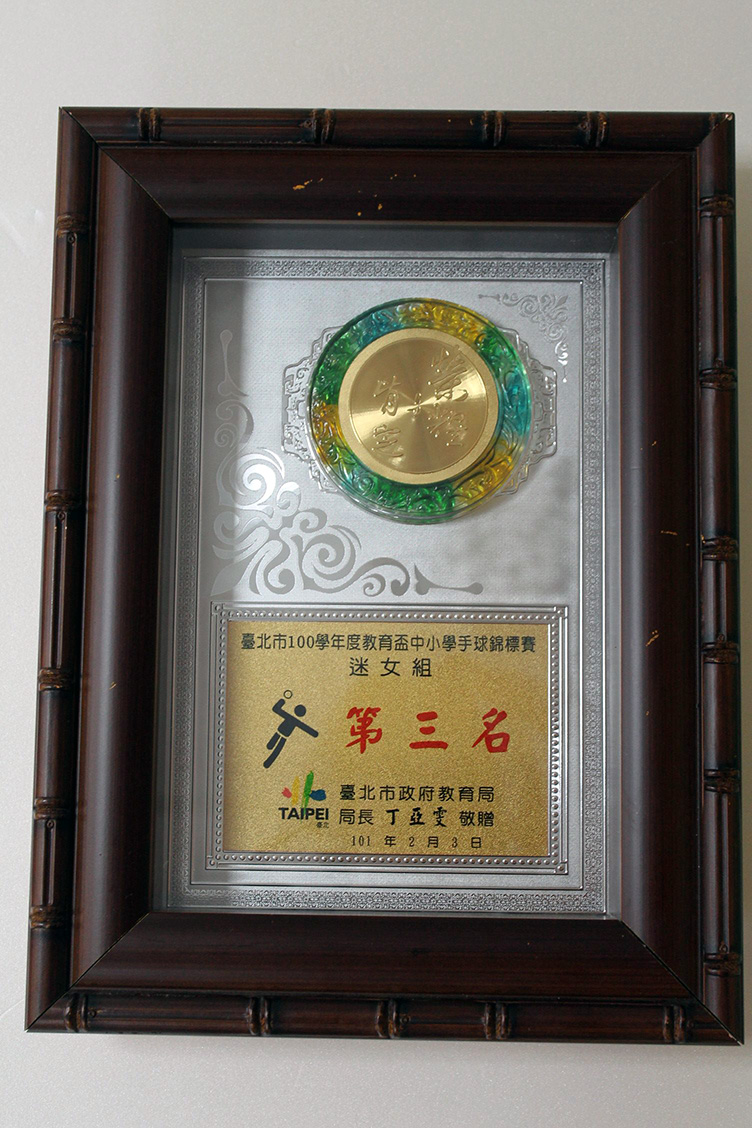 臺北市100學年度教育盃中小學手球錦標賽
迷女組
第三名
TAIPEI
臺北
臺北市政府教育局
局長 丁亞雯 敬贈
101 年 2 月 3 日